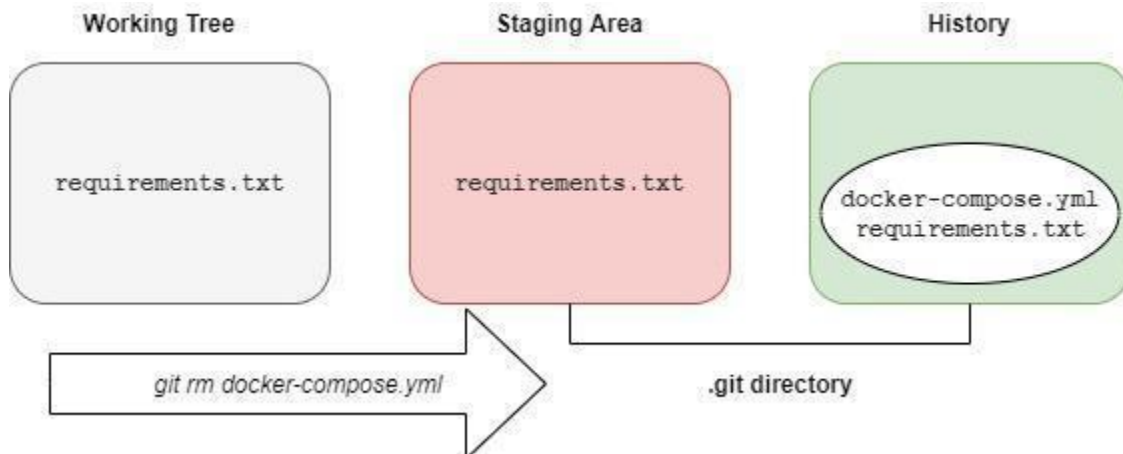 Working Tree
Staging Area
History
requirements.txt
requirements.txt
docker-compose.yml
requirements.txt
git rm docker-compose.yml
.git directory